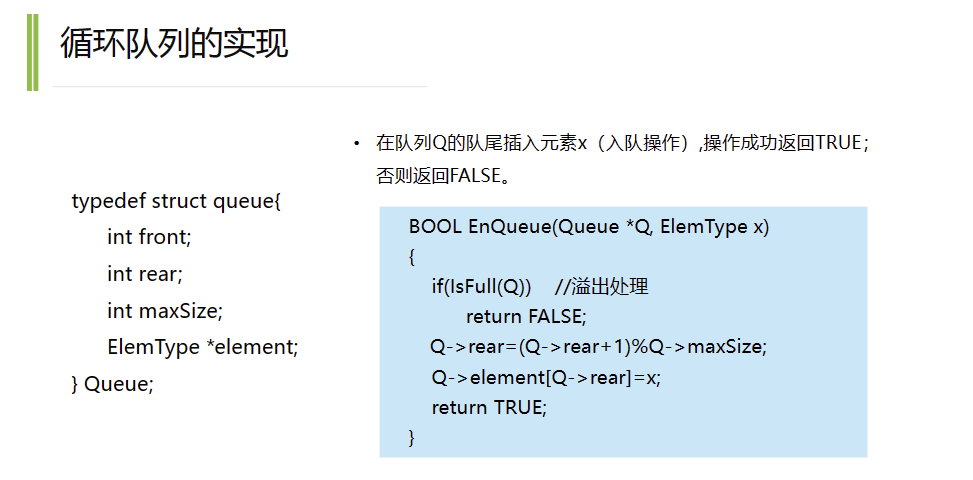 循环队列的实现
• 在队列Q的队尾插入元素x（入队操作）,操作成功返回TRUE；
否则返回FALSE。
typedef struct queue{
int front;
int rear;
int maxSize;
ElemType *element;
} Queue;
BOOL EnQueue(Queue *Q, ElemType x)
{
if(IsFull(Q)) //溢出处理
return FALSE;
Q->rear=(Q->rear+1)%Q->maxSize;
Q->element[Q->rear]=x;
return TRUE;
}